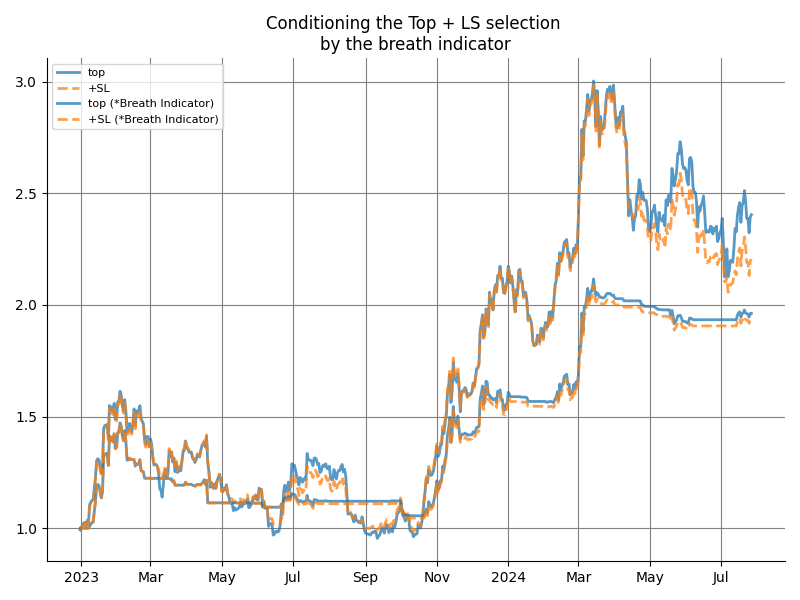 Conditioning the Top + LS selection
by the breath indicator
top
+SL
top (*Breath Indicator)
+SL (*Breath Indicator)
3.0
2.5
2.0
1.5
1.0
2023 Mar May Jul Sep Nov 2024 Mar May Jul